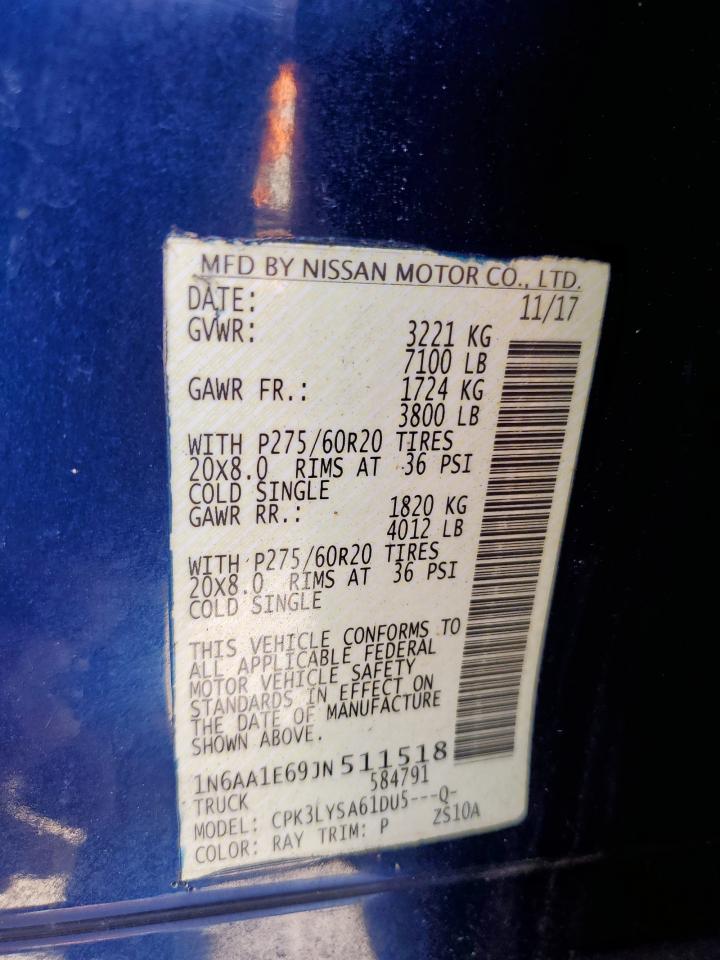 MFD BY NISSAN MOTOR CO., LTD.
DATE: 11/17
GVWR: 3221 KG
7100 LB
GAWR FR.: 1724 KG
3800 LB
WITH P275/60R20 TIRES
20X8.0 RIMS AT 36 PSI
COLD SINGLE
GAWR RR.: 1820 KG
4012 LB
WITH P275/60R20 TIRES
20X8.0 RIMS AT 36 PSI
COLD SINGLE
THIS VEHICLE CONFORMS TO
ALL APPLICABLE FEDERAL
MOTOR VEHICLE SAFETY
STANDARDS IN EFFECT ON
THE DATE OF MANUFACTURE
SHOWN ABOVE.
1N6AA1E69JN511518
584791
TRUCK
MODEL: CPK3LYSA61DU5---Q-
COLOR: RAY TRIM: P ZS10A